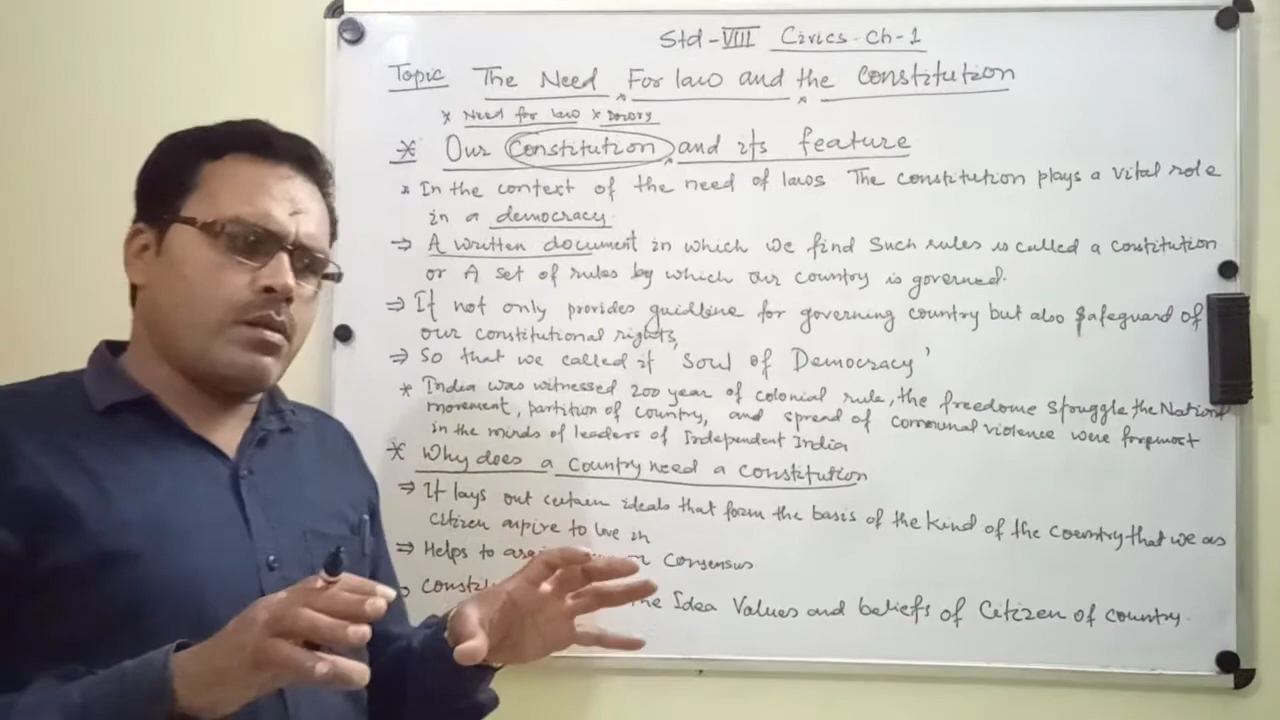 Std-VIII Civics-Ch-1
Topic The Need For law and the Constitution
* Need for law *
* Our Constitution and its feature
* In the context of the need of laws The constitution plays a vital role
in a democracy.
⇒ A written document in which we find Such rules is called a constitution
or A set of rules by which our country is governed.
⇒ It not only provides guidline for governing country but also safeguard of
our constitutional rights,
⇒ So that we called it 'Soul of Democracy'
* India was witnessed 200 year of colonial rule, the freedome struggle the Nation
movement, partition of country, and spread of communal violence were foremost
in the minds of leaders of Independent India
* Why does a country need a constitution
⇒ It lays out certain ideals that form the basis of the kind of the country that we as
citizen aspire to live in
⇒ Helps to consensus
Idea Values and beliefs of citizen of country.